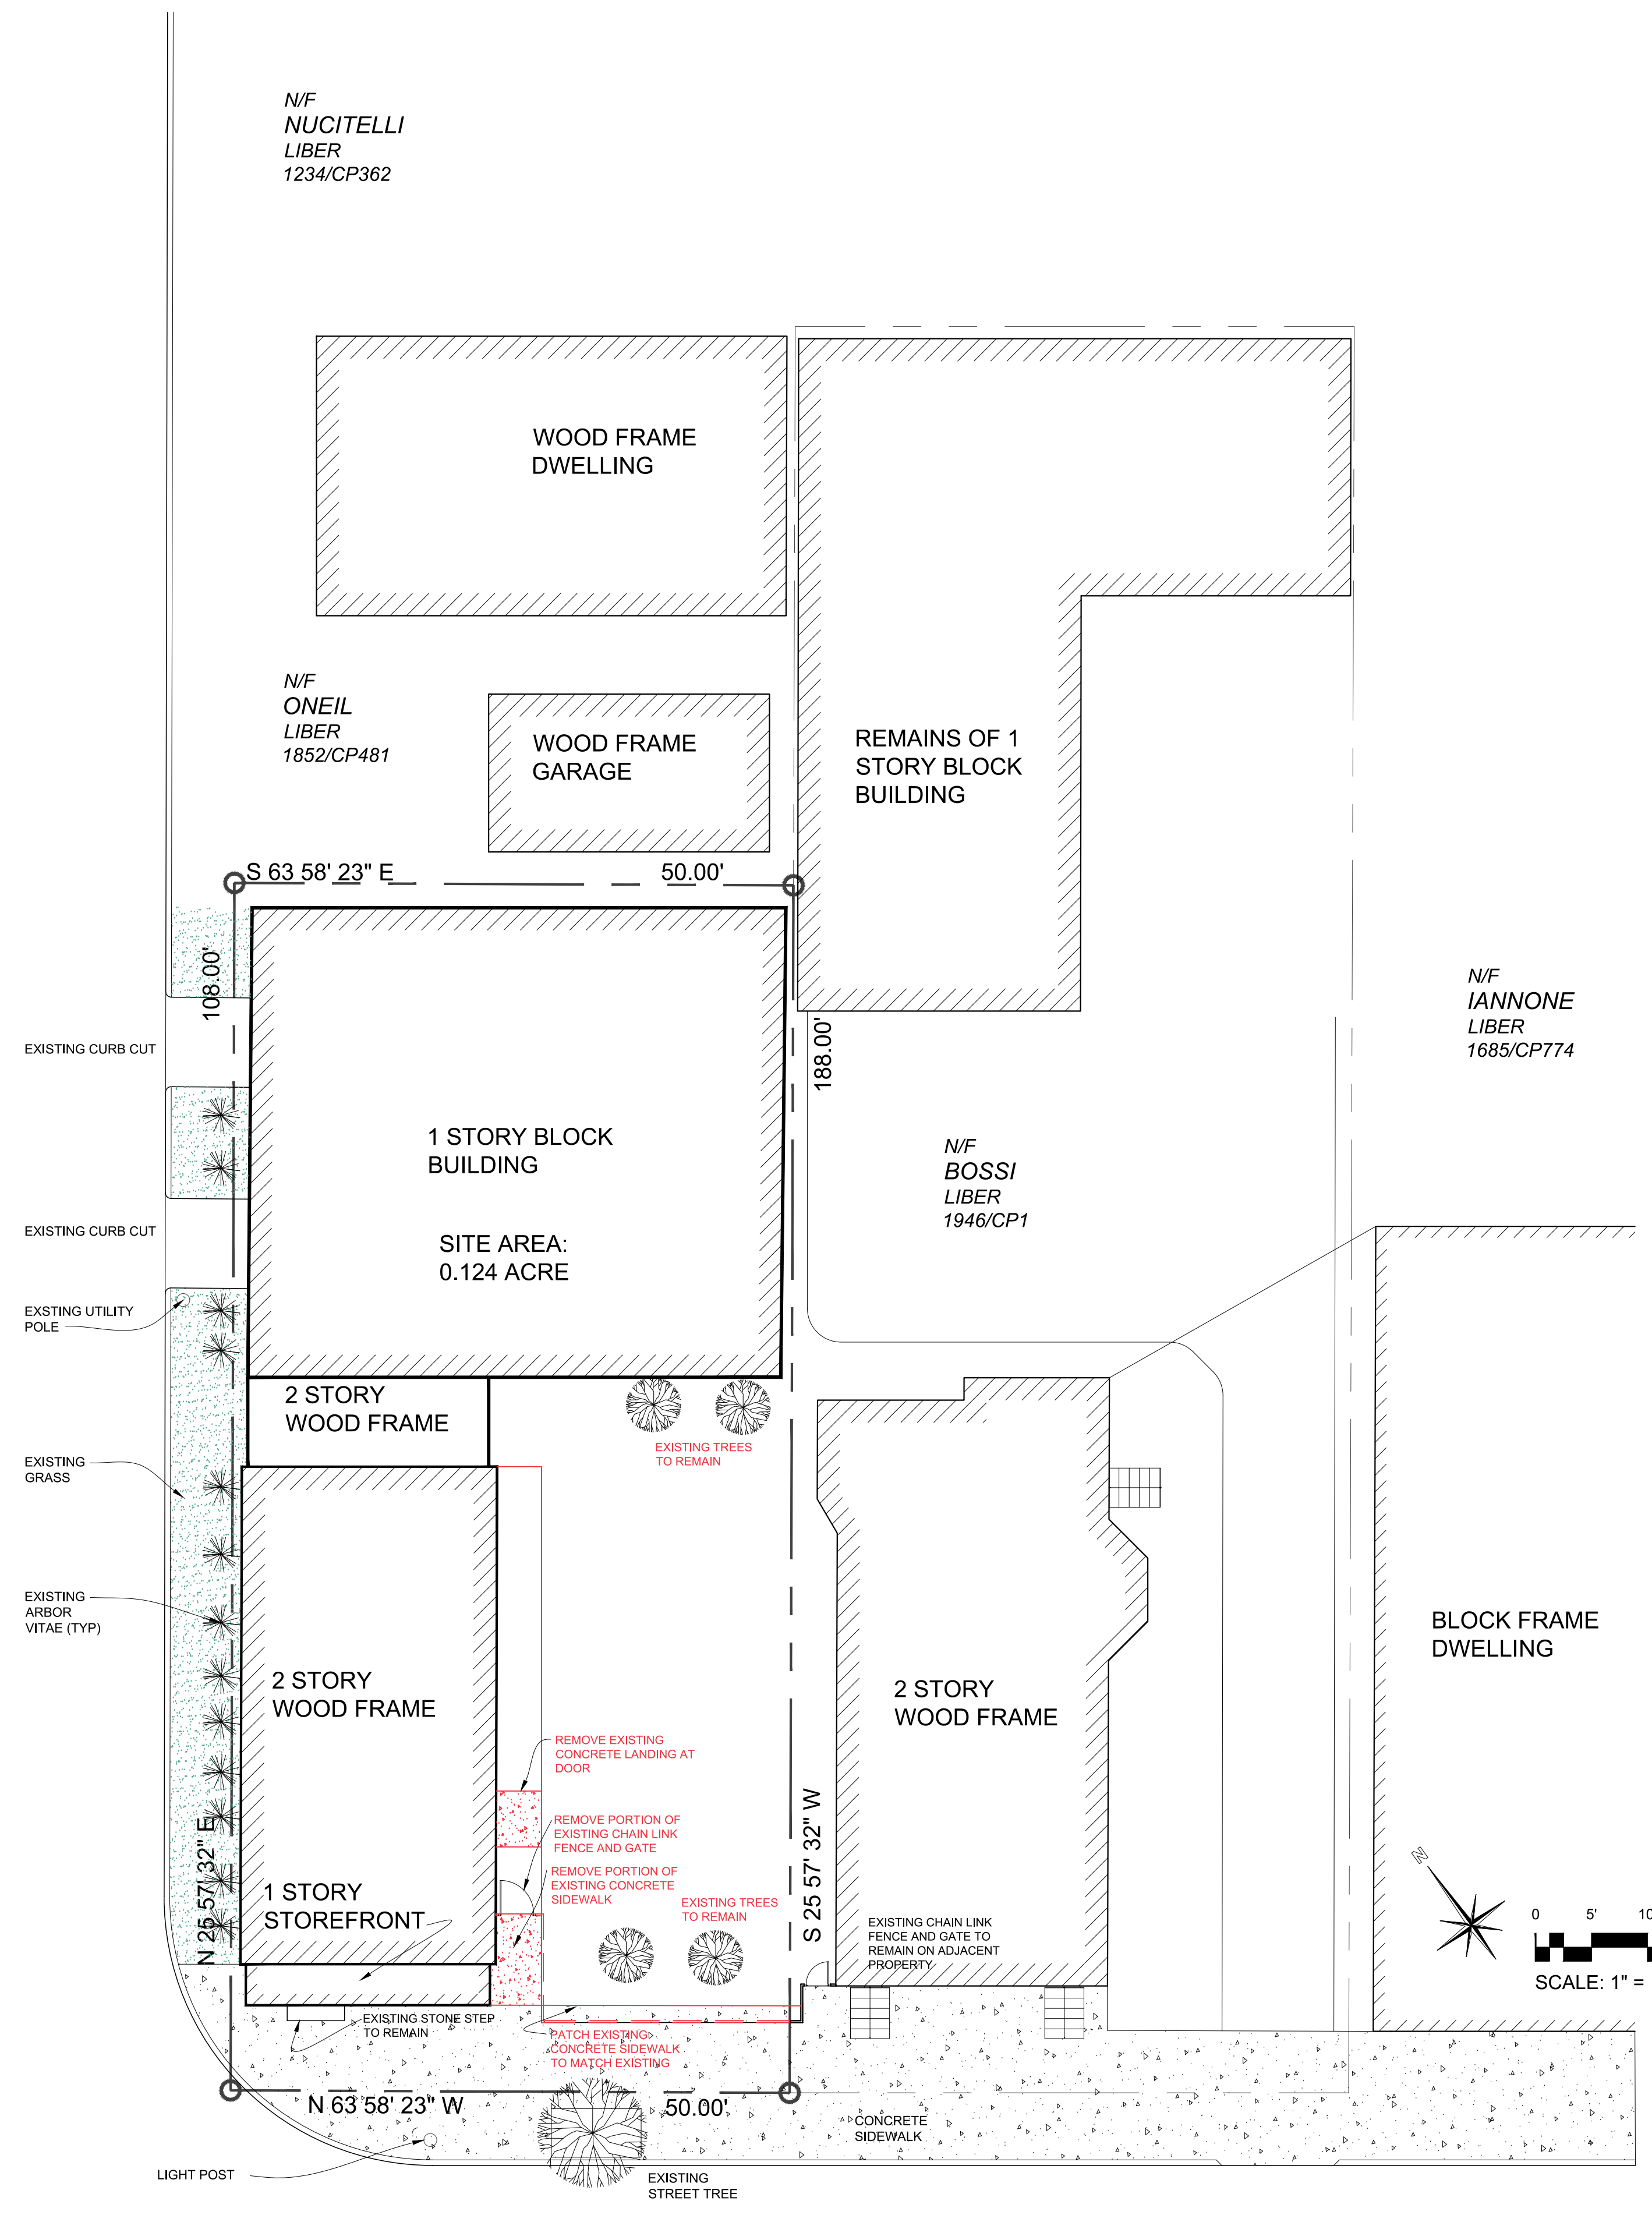 N/F
NUCITELLI
LIBER
1234/CP362
WOOD FRAME
DWELLING
N/F
ONEIL
LIBER
1852/CP481
WOOD FRAME
GARAGE
REMAINS OF 1
STORY BLOCK
BUILDING
S 63 58' 23" E
50.00'
108.00'
188.00'
N/F
IANNONE
LIBER
1685/CP774
EXISTING CURB CUT
1 STORY BLOCK
BUILDING
N/F
BOSSI
LIBER
1946/CP1
EXISTING CURB CUT
SITE AREA:
0.124 ACRE
EXSTING UTILITY
POLE
2 STORY
WOOD FRAME
EXISTING TREES
TO REMAIN
EXISTING
GRASS
EXISTING
ARBOR
VITAE (TYP)
2 STORY
WOOD FRAME
2 STORY
WOOD FRAME
BLOCK FRAME
DWELLING
REMOVE EXISTING
CONCRETE LANDING AT
DOOR
REMOVE PORTION OF
EXISTING CHAIN LINK
FENCE AND GATE
REMOVE PORTION OF
EXISTING CONCRETE
SIDEWALK
EXISTING TREES
TO REMAIN
S 25 57' 32" W
N 25 57' 32" E
1 STORY
STOREFRONT
EXISTING CHAIN LINK
FENCE AND GATE TO
REMAIN ON ADJACENT
PROPERTY
N
0 5' 10
SCALE: 1" =
EXISTING STONE STEP
TO REMAIN
PATCH EXISTING
CONCRETE SIDEWALK
TO MATCH EXISTING
N 63 58' 23" W
50.00'
CONCRETE
SIDEWALK
LIGHT POST
EXISTING
STREET TREE